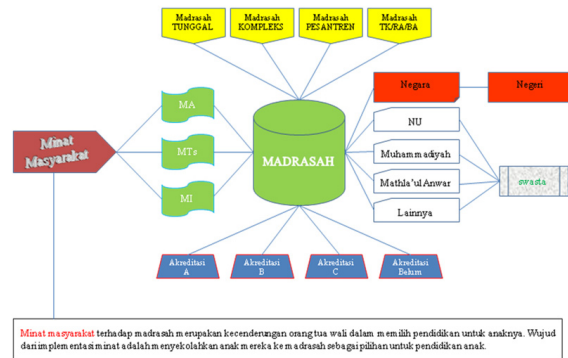 Madrasah
TUNGGAL
Madrasah
KOMPLEKS
Madrasah
PESANTREN
Madrasah
TK/RA/BA
Negara
Negeri
MA
NU
Minat
Masyarakat
MTs
MADRASAH
Muhammadiyah
Mathla'ul Anwar
swasta
MI
Lainnya
Akreditasi
A
Akreditasi
B
Akreditasi
C
Akreditasi
Belum
Minat masyarakat terhadap madrasah merupakan kecenderungan orang tua wali dalam memilih pendidikan untuk anaknya. Wujud
dari implementasi minat adalah menyekolahkan anak mereka ke madrasah sebagai pilihan untuk pendidikan anak.